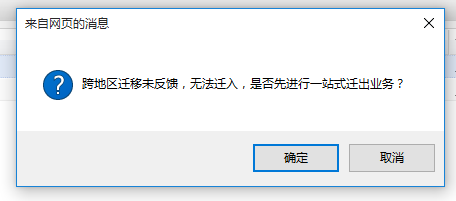 来自网页的消息
跨地区迁移未反馈，无法迁入，是否先进行一站式迁出业务？
确定
取消